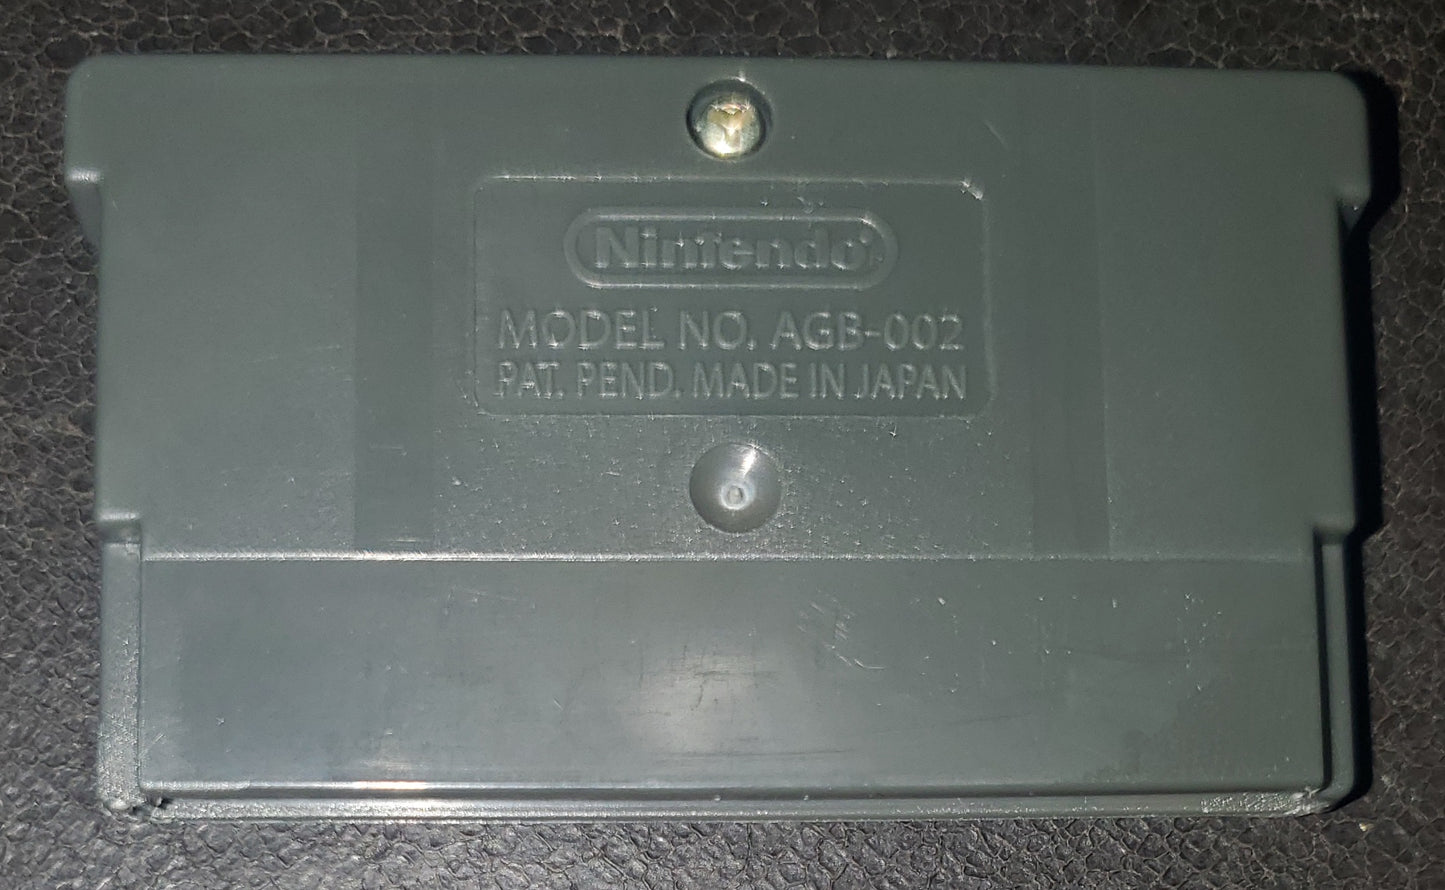 Nintendo
MODEL NO. AGB-002
PAT. PEND. MADE IN JAPAN